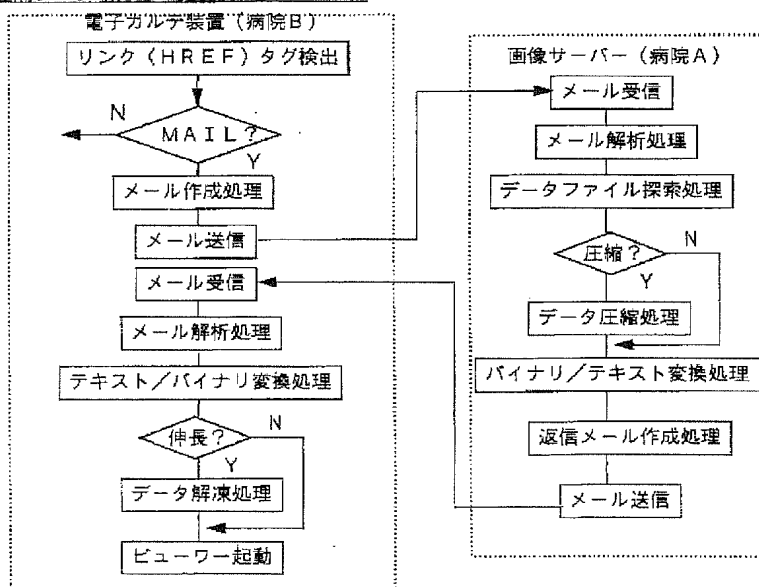 電子カルテ装置（病院B）
リンク（HREF）タグ検出
MAIL？
N
Y
メール作成処理
メール送信
メール受信
メール解析処理
テキスト／バイナリ変換処理
伸長？
N
Y
データ解凍処理
ビューワー起動
画像サーバー（病院A）
メール受信
メール解析処理
データファイル探索処理
圧縮？
N
Y
データ圧縮処理
バイナリ／テキスト変換処理
返信メール作成処理
メール送信